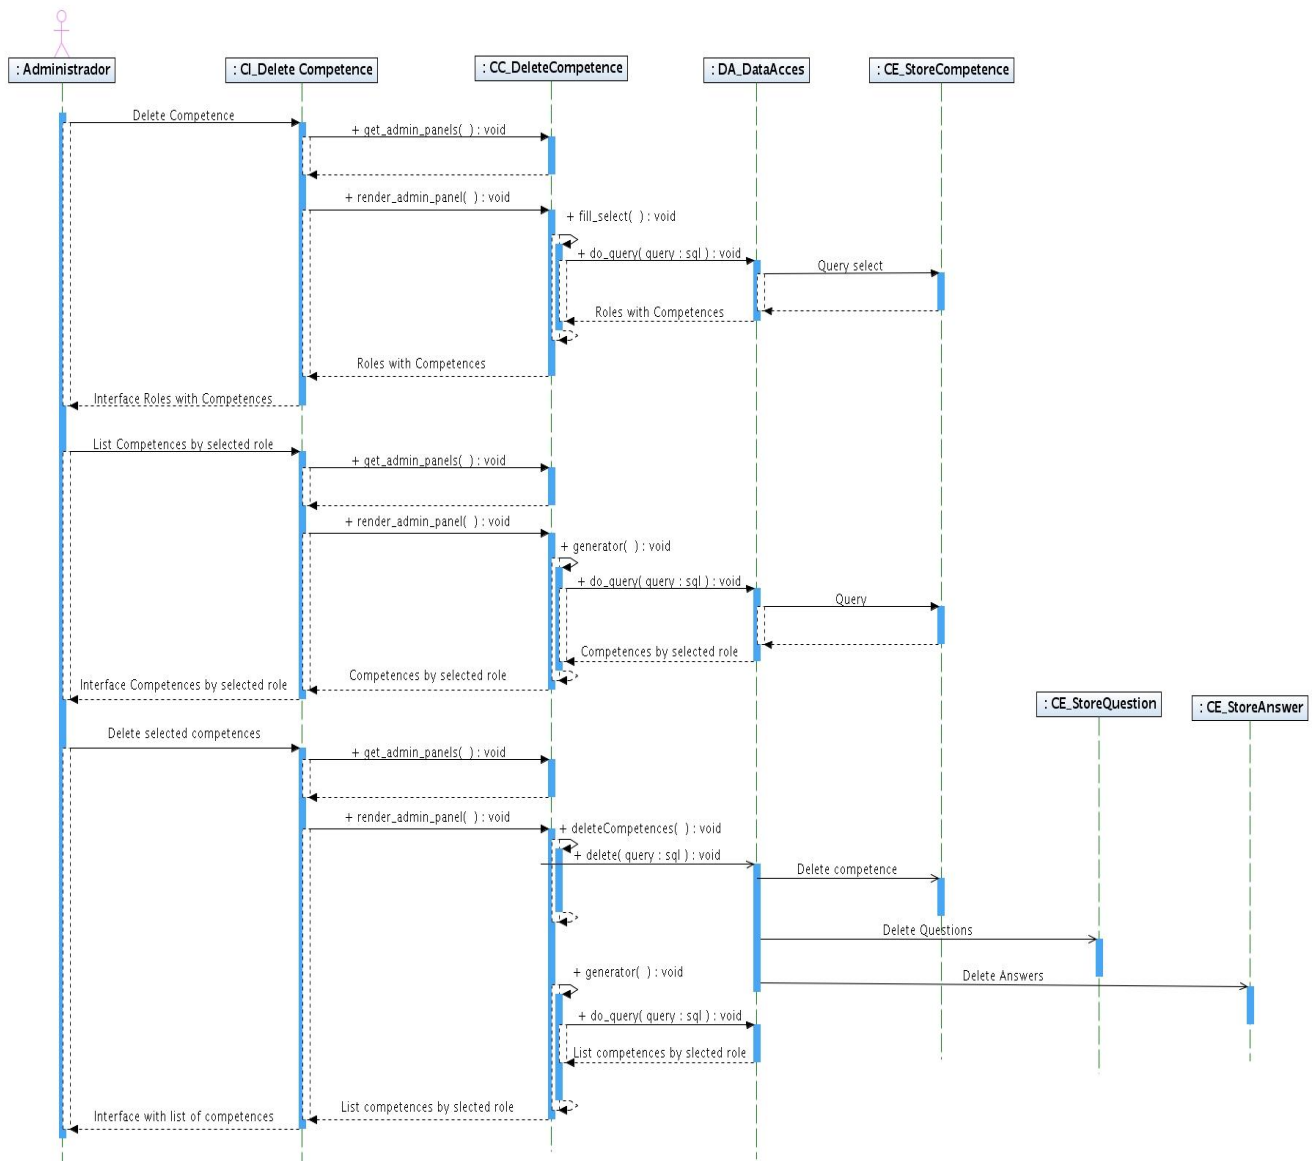 : Administrador
: CI_Delete Competence
: CC_DeleteCompetence
: DA_DataAcces
: CE_StoreCompetence
Delete Competence
+ get_admin_panels(  ) : void
+ render_admin_panel(  ) : void
+ fill_select(  ) : void
+ do_query( query : sql ) : void
Query select
Roles with Competences
Roles with Competences
Interface Roles with Competences
List Competences by selected role
+ get_admin_panels(  ) : void
+ render_admin_panel(  ) : void
+ generator(  ) : void
+ do_query( query : sql ) : void
Query
Competences by selected role
Competences by selected role
Interface Competences by selected role
: CE_StoreQuestion
: CE_StoreAnswer
Delete selected competences
+ get_admin_panels(  ) : void
+ render_admin_panel(  ) : void
+ deleteCompetences(  ) : void
+ delete( query : sql ) : void
Delete competence
Delete Questions
+ generator(  ) : void
Delete Answers
+ do_query( query : sql ) : void
List competences by slected role
List competences by slected role
Interface with list of competences